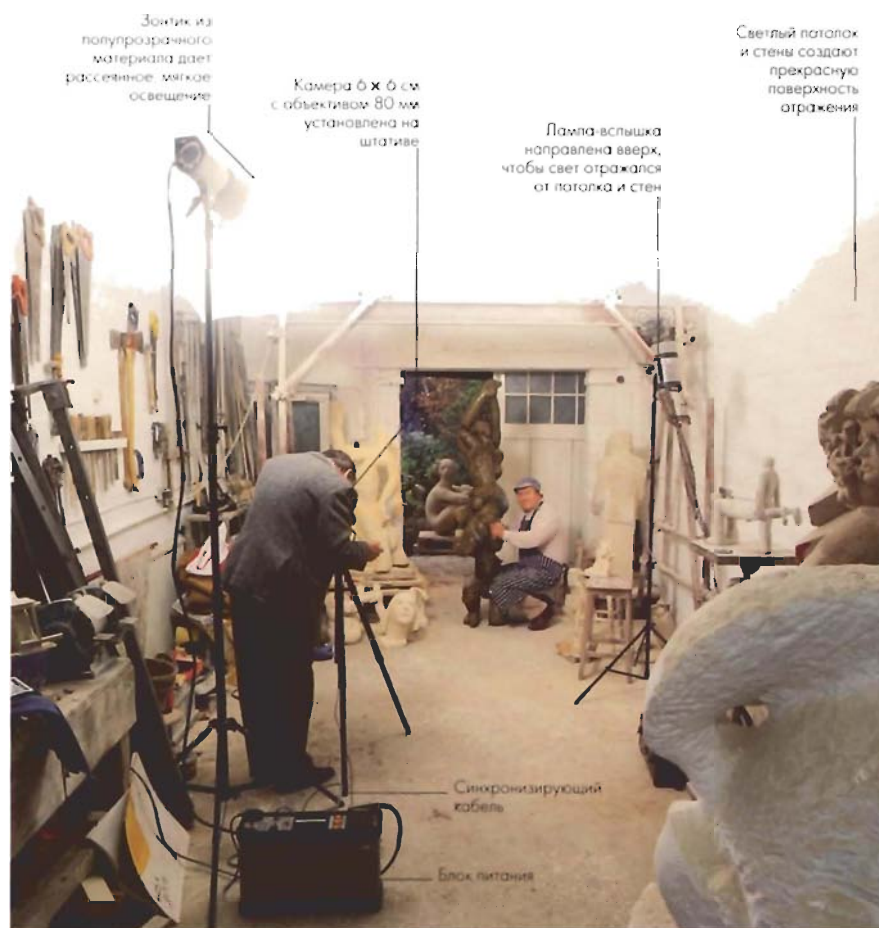 Зонтик из
полупрозрачного
материала дает
рассеянное мягкое
освещение
Камера 6 x 6 см
с объективом 80 мм
установлена на
штативе
Лампа-вспышка
направлена вверх,
чтобы свет отражался
от потолка и стен
Светлый потолок
и стены создают
прекрасную
поверхность
отражения
Синхронизирующий
кабель
Блок питания